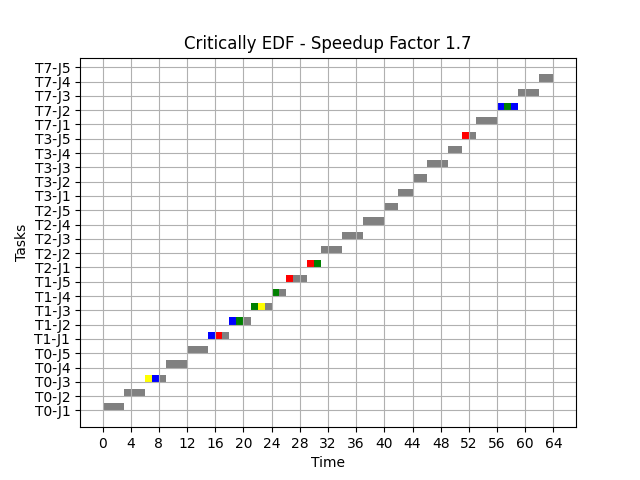 Critically EDF - Speedup Factor 1.7
T7-J5
T7-J4
T7-J3
T7-J2
T7-J1
T3-J5
T3-J4
T3-J3
T3-J2
T3-J1
T2-J5
T2-J4
T2-J3
T2-J2
T2-J1
T1-J5
T1-J4
T1-J3
T1-J2
T1-J1
T0-J5
T0-J4
T0-J3
T0-J2
T0-J1
Tasks
0 4 8 12 16 20 24 28 32 36 40 44 48 52 56 60 64
Time